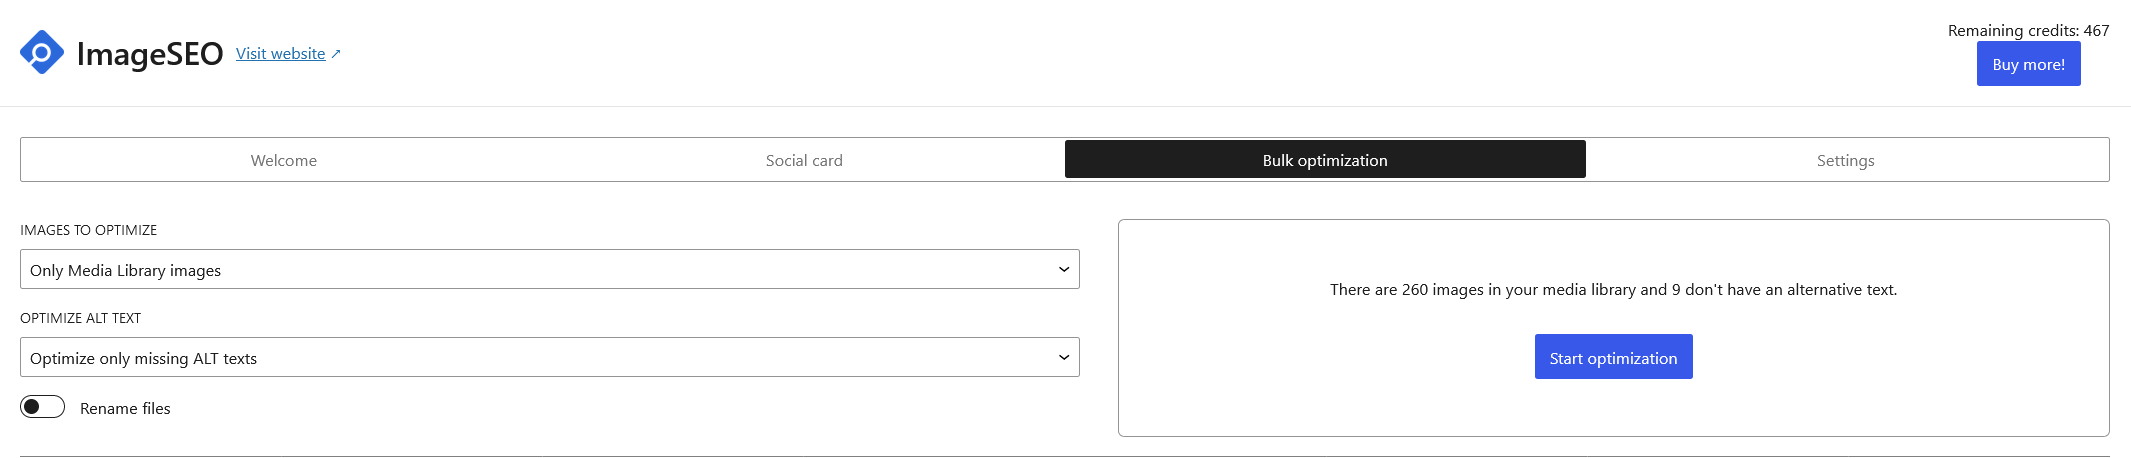 ImageSEO Visit website ↗
Remaining credits: 467
Buy more!
Welcome
Social card
Bulk optimization
Settings
IMAGES TO OPTIMIZE
Only Media Library images
OPTIMIZE ALT TEXT
Optimize only missing ALT texts
Rename files
There are 260 images in your media library and 9 don't have an alternative text.
Start optimization